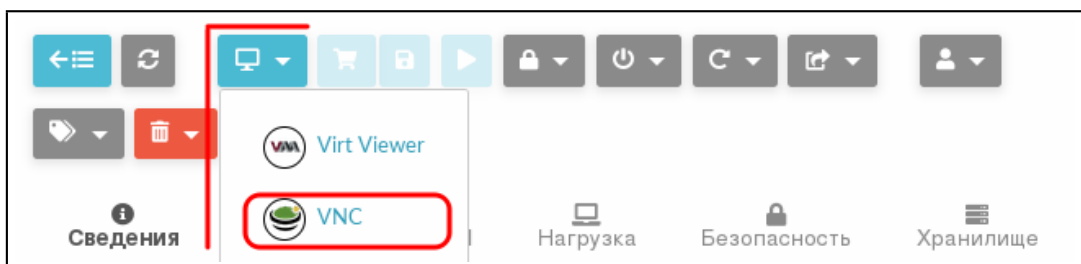 Virt Viewer
VNC
Сведения
Нагрузка
Безопасность
Хранилище